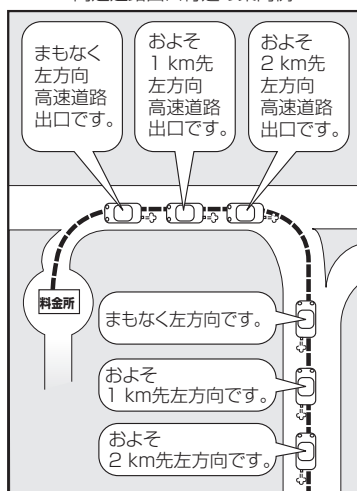 まもなく
左方向
高速道路
出口です。
およそ
1 km先
左方向
高速道路
出口です。
およそ
2 km先
左方向
高速道路
出口です。
料金所
まもなく左方向です。
およそ
1 km先左方向です。
およそ
2 km先左方向です。